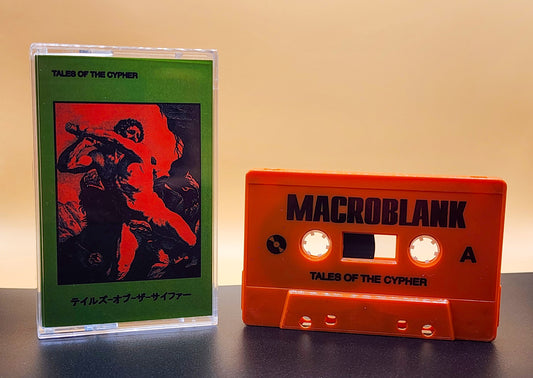 TALES OF THE CYPHER
テイルズ-オブ-ザ-サイファー
MACROBLANK
A
TALES OF THE CYPHER